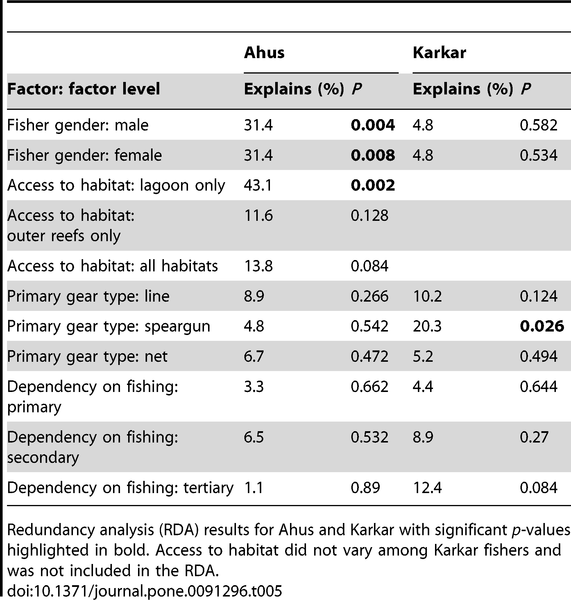 Ahus Karkar
Factor: factor level Explains (%) P Explains (%) P
Fisher gender: male 31.4 0.004 4.8 0.582
Fisher gender: female 31.4 0.008 4.8 0.534
Access to habitat: lagoon only 43.1 0.002
Access to habitat: 11.6 0.128
outer reefs only
Access to habitat: all habitats 13.8 0.084
Primary gear type: line 8.9 0.266 10.2 0.124
Primary gear type: speargun 4.8 0.542 20.3 0.026
Primary gear type: net 6.7 0.472 5.2 0.494
Dependency on fishing: 3.3 0.662 4.4 0.644
primary
Dependency on fishing: 6.5 0.532 8.9 0.27
secondary
Dependency on fishing: tertiary 1.1 0.89 12.4 0.084
Redundancy analysis (RDA) results for Ahus and Karkar with significant p-values
highlighted in bold. Access to habitat did not vary among Karkar fishers and
was not included in the RDA.
doi:10.1371/journal.pone.0091296.t005